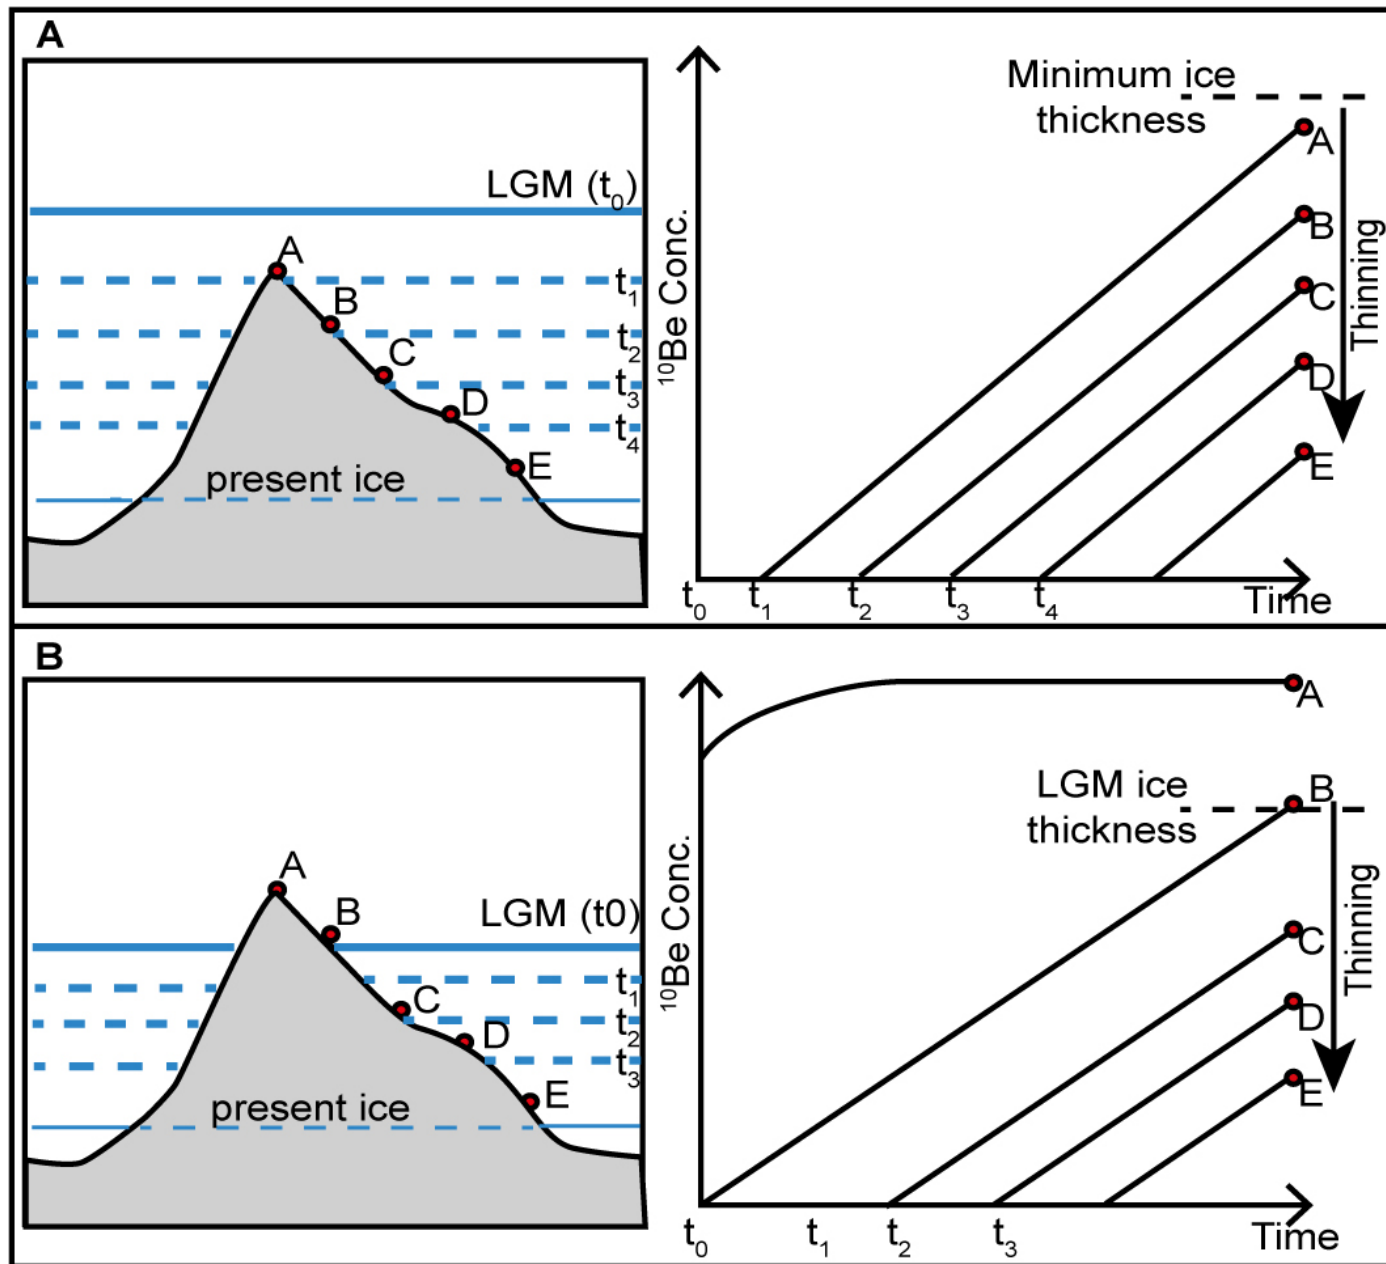 A
LGM (t₀)
A
t₁
B
t₂
C
t₃
D
t₄
E
present ice
¹⁰Be Conc.
Minimum ice
thickness
A
B
C
D
E
Thinning
t₀ t₁ t₂ t₃ t₄ Time
B
A
B
LGM (t0)
t₁
C
t₂
D
t₃
E
present ice
¹⁰Be Conc.
A
LGM ice
thickness
B
C
D
E
Thinning
t₀ t₁ t₂ t₃ Time